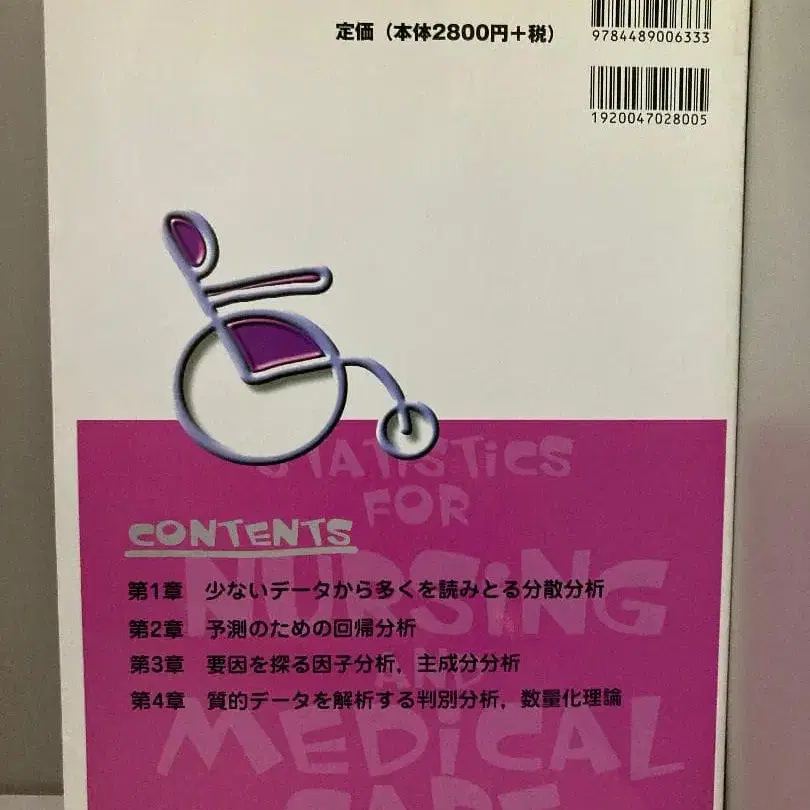 定価（本体2800円＋税）
9784489006333
1920047028005
STATISTICS
FOR
NURSING
AND
MEDICAL
CARE
CONTENTS
第1章 少ないデータから多くを読みとる分散分析
第2章 予測のための回帰分析
第3章 要因を探る因子分析，主成分分析
第4章 質的データを解析する判別分析，数量化理論